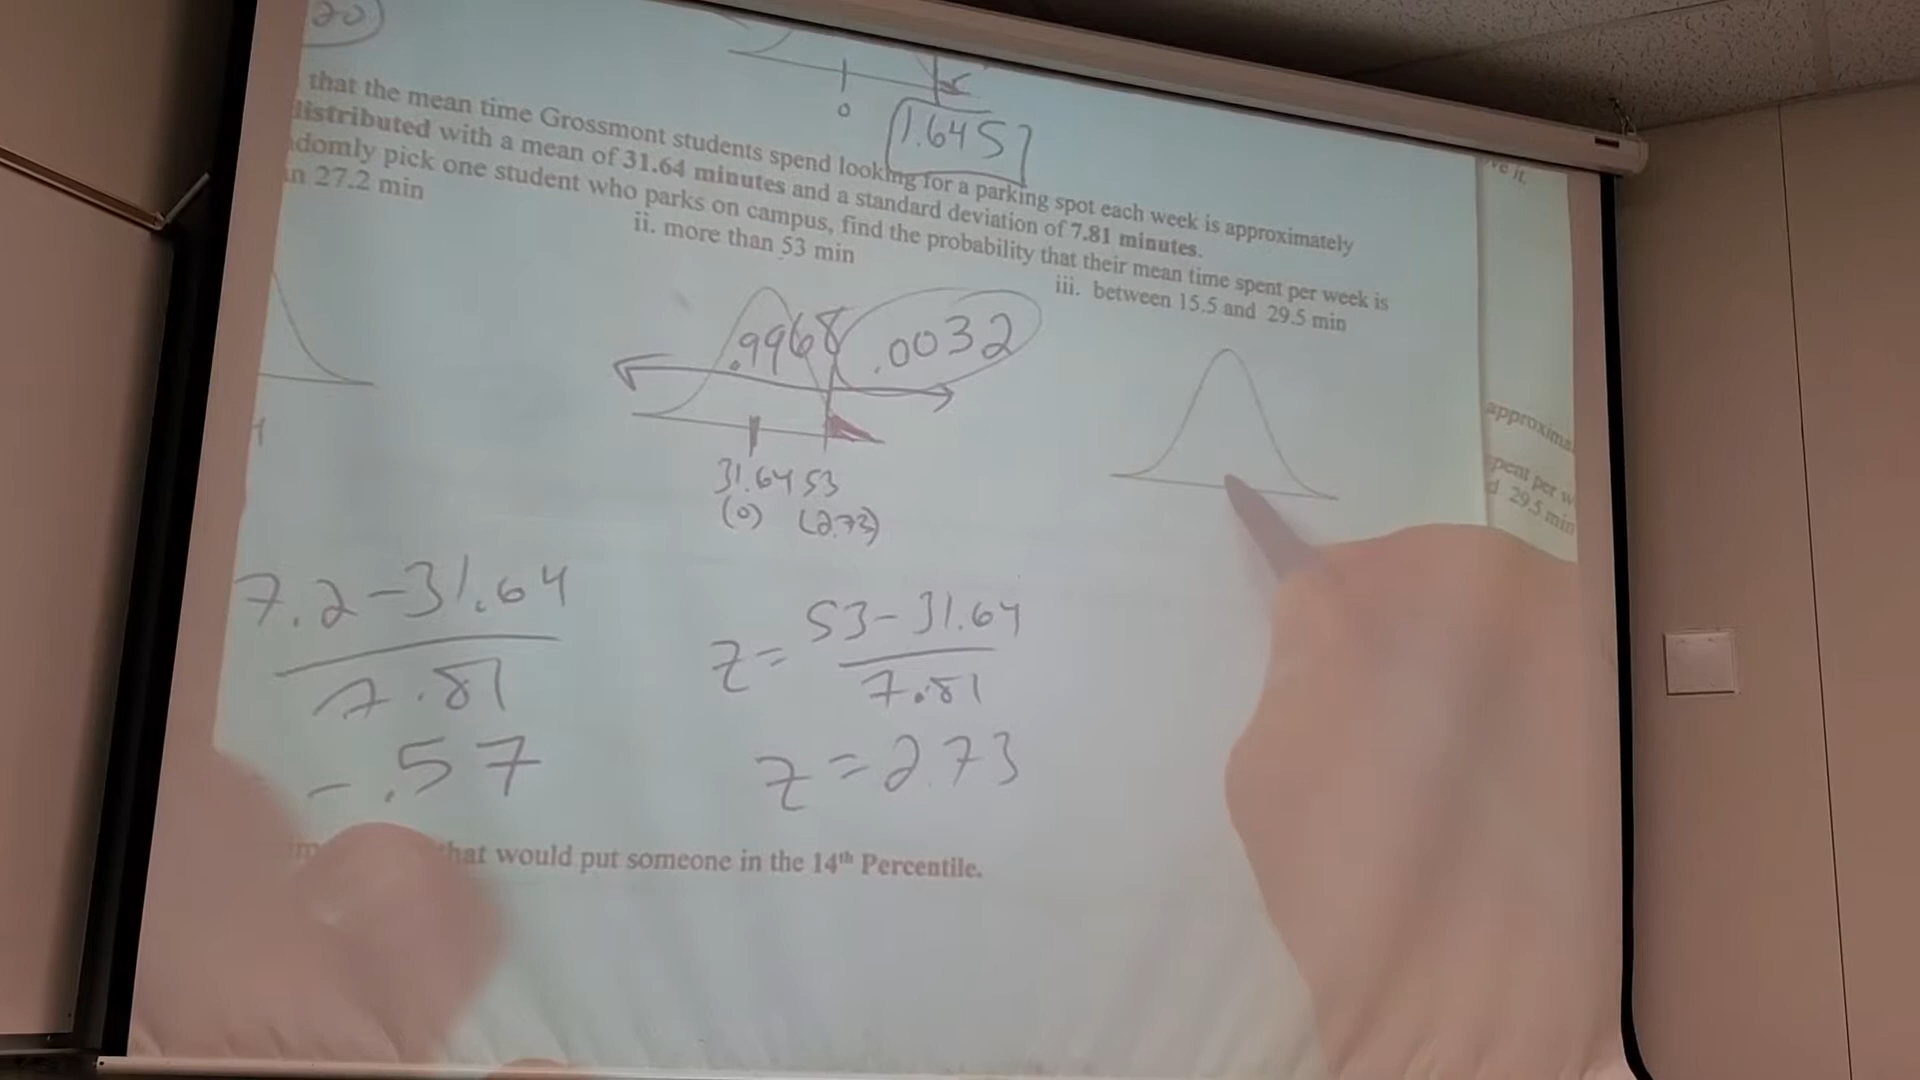 20
0
1.645
that the mean time Grossmont students spend looking for a parking spot each week is approximately
distributed with a mean of 31.64 minutes and a standard deviation of 7.81 minutes.
domly pick one student who parks on campus, find the probability that their mean time spent per week is
n 27.2 min
ii. more than 53 min
iii. between 15.5 and 29.5 min
.9968 .0032
31.64 53
(0) (2.73)
7.2-31.64
7.81
-.57
z= 53-31.64
7.81
z=2.73
hat would put someone in the 14th Percentile.
ve it.
approxima
spent per w
d 29.5 min